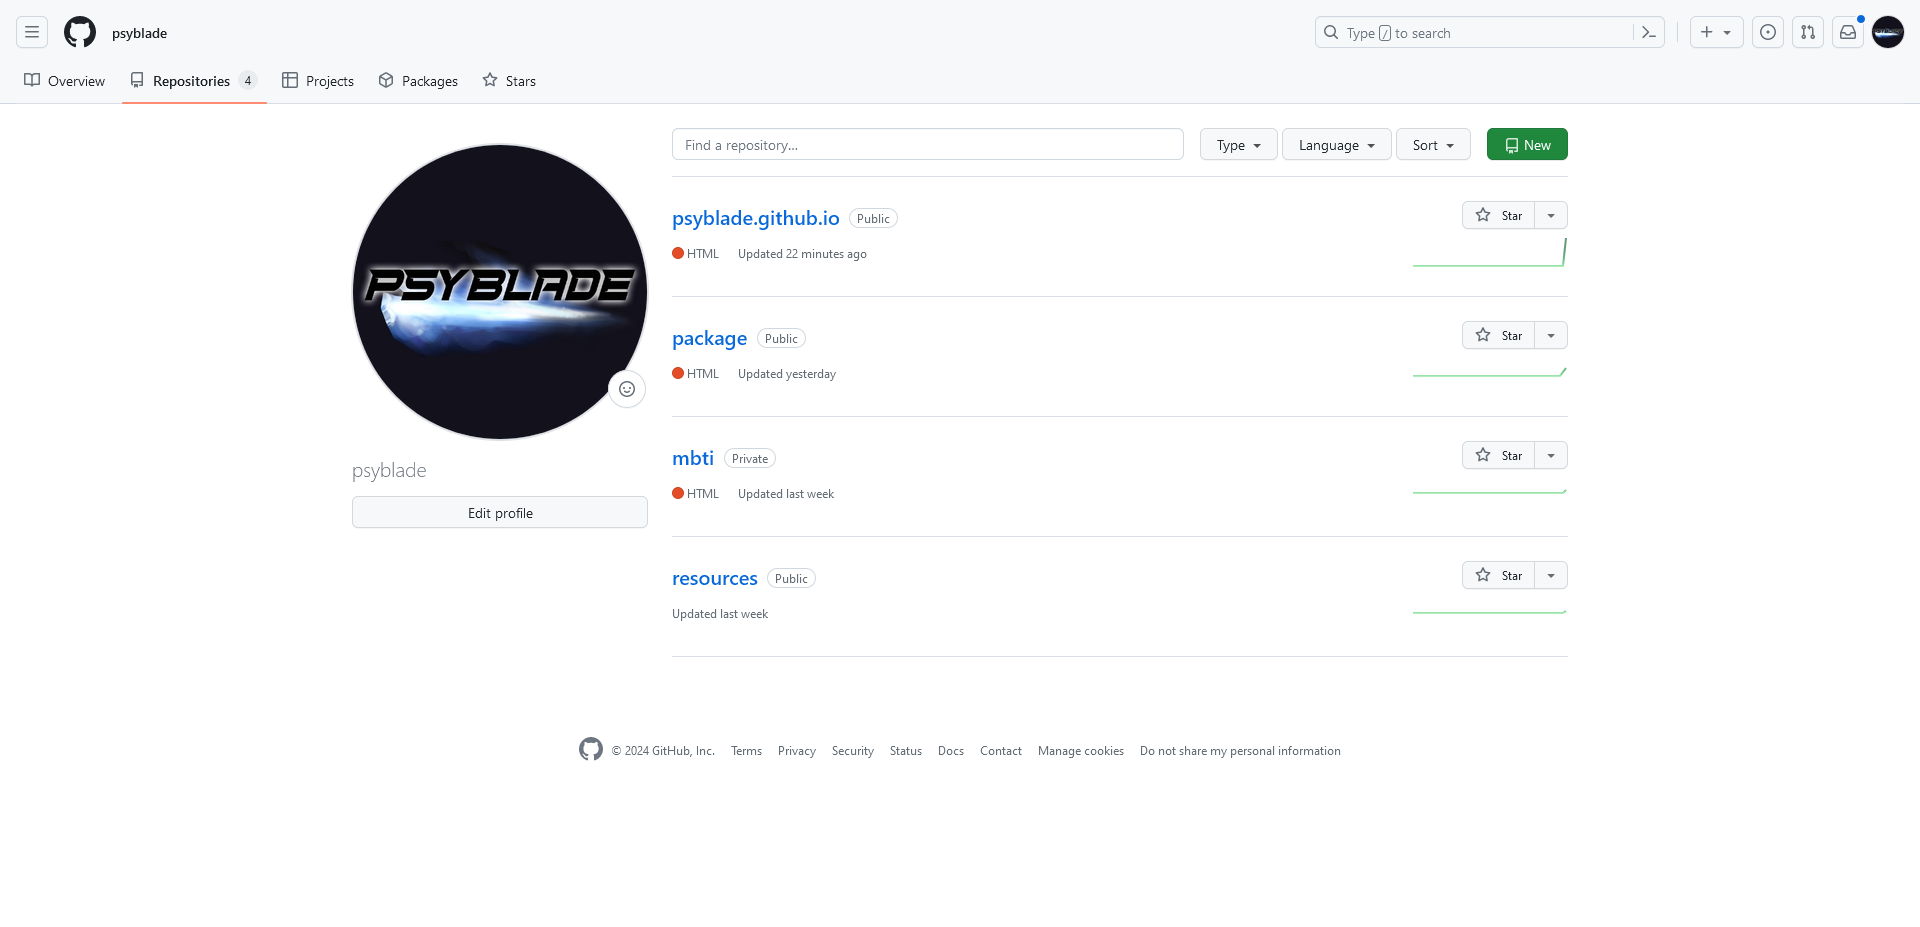 psyblade
Type / to search
Overview Repositories 4 Projects Packages Stars
Find a repository… Type Language Sort New
PSYBLADE
psyblade
Edit profile
psyblade.github.io Public Star
HTML Updated 22 minutes ago
package Public Star
HTML Updated yesterday
mbti Private Star
HTML Updated last week
resources Public Star
Updated last week
© 2024 GitHub, Inc. Terms Privacy Security Status Docs Contact Manage cookies Do not share my personal information